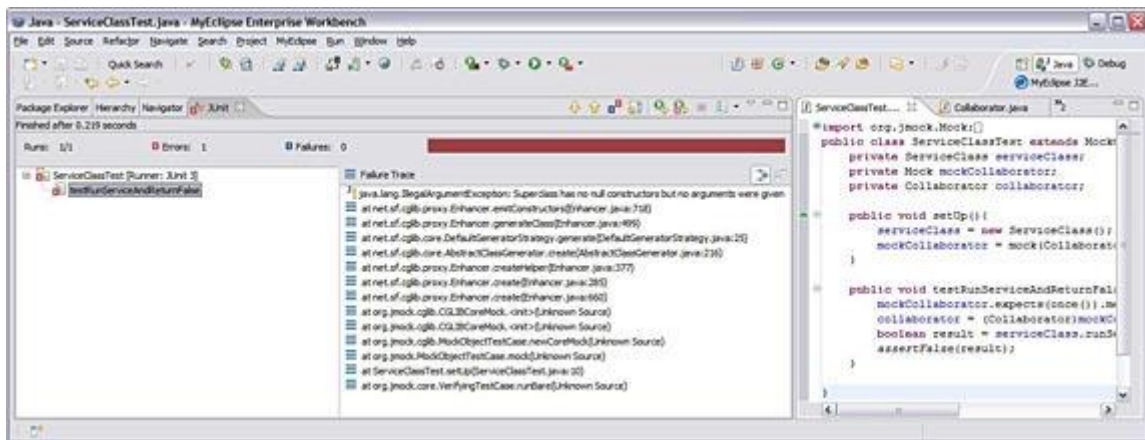 Java - ServiceClassTest.java - MyEclipse Enterprise Workbench
File Edit Source Refactor Navigate Search Project MyEclipse Run Window Help
Quick Search
Java Debug
MyEclipse J2E...
Package Explorer Hierarchy Navigator JUnit
Finished after 0.219 seconds
Runs: 1/1 Errors: 1 Failures: 0
ServiceClassTest [Runner: JUnit 3]
testRunServiceAndReturnFalse
Failure Trace
java.lang.IllegalArgumentException: Superclass has no null constructors but no arguments were given
at net.sf.cglib.proxy.Enhancer.emitConstructors(Enhancer.java:718)
at net.sf.cglib.proxy.Enhancer.generateClass(Enhancer.java:499)
at net.sf.cglib.core.DefaultGeneratorStrategy.generate(DefaultGeneratorStrategy.java:25)
at net.sf.cglib.core.AbstractClassGenerator.create(AbstractClassGenerator.java:216)
at net.sf.cglib.proxy.Enhancer.createHelper(Enhancer.java:377)
at net.sf.cglib.proxy.Enhancer.create(Enhancer.java:285)
at net.sf.cglib.proxy.Enhancer.create(Enhancer.java:660)
at org.jmock.cglib.CGLIBCoreMock.<init>(Unknown Source)
at org.jmock.cglib.CGLIBCoreMock.<init>(Unknown Source)
at org.jmock.cglib.MockObjectTestCase.newCoreMock(Unknown Source)
at org.jmock.MockObjectTestCase.mock(Unknown Source)
at ServiceClassTest.setUp(ServiceClassTest.java:10)
at org.jmock.core.VerifyingTestCase.runBare(Unknown Source)
ServiceClassTest.... Collaborator.java
import org.jmock.Mock;
public class ServiceClassTest extends Mock
private ServiceClass serviceClass;
private Mock mockCollaborator;
private Collaborator collaborator;
public void setUp(){
serviceClass = new ServiceClass();
mockCollaborator = mock(Collaborato
}
public void testRunServiceAndReturnFal
mockCollaborator.expects(once()).me
collaborator = (Collaborator)mockCo
boolean result = serviceClass.runSe
assertFalse(result);
}
}